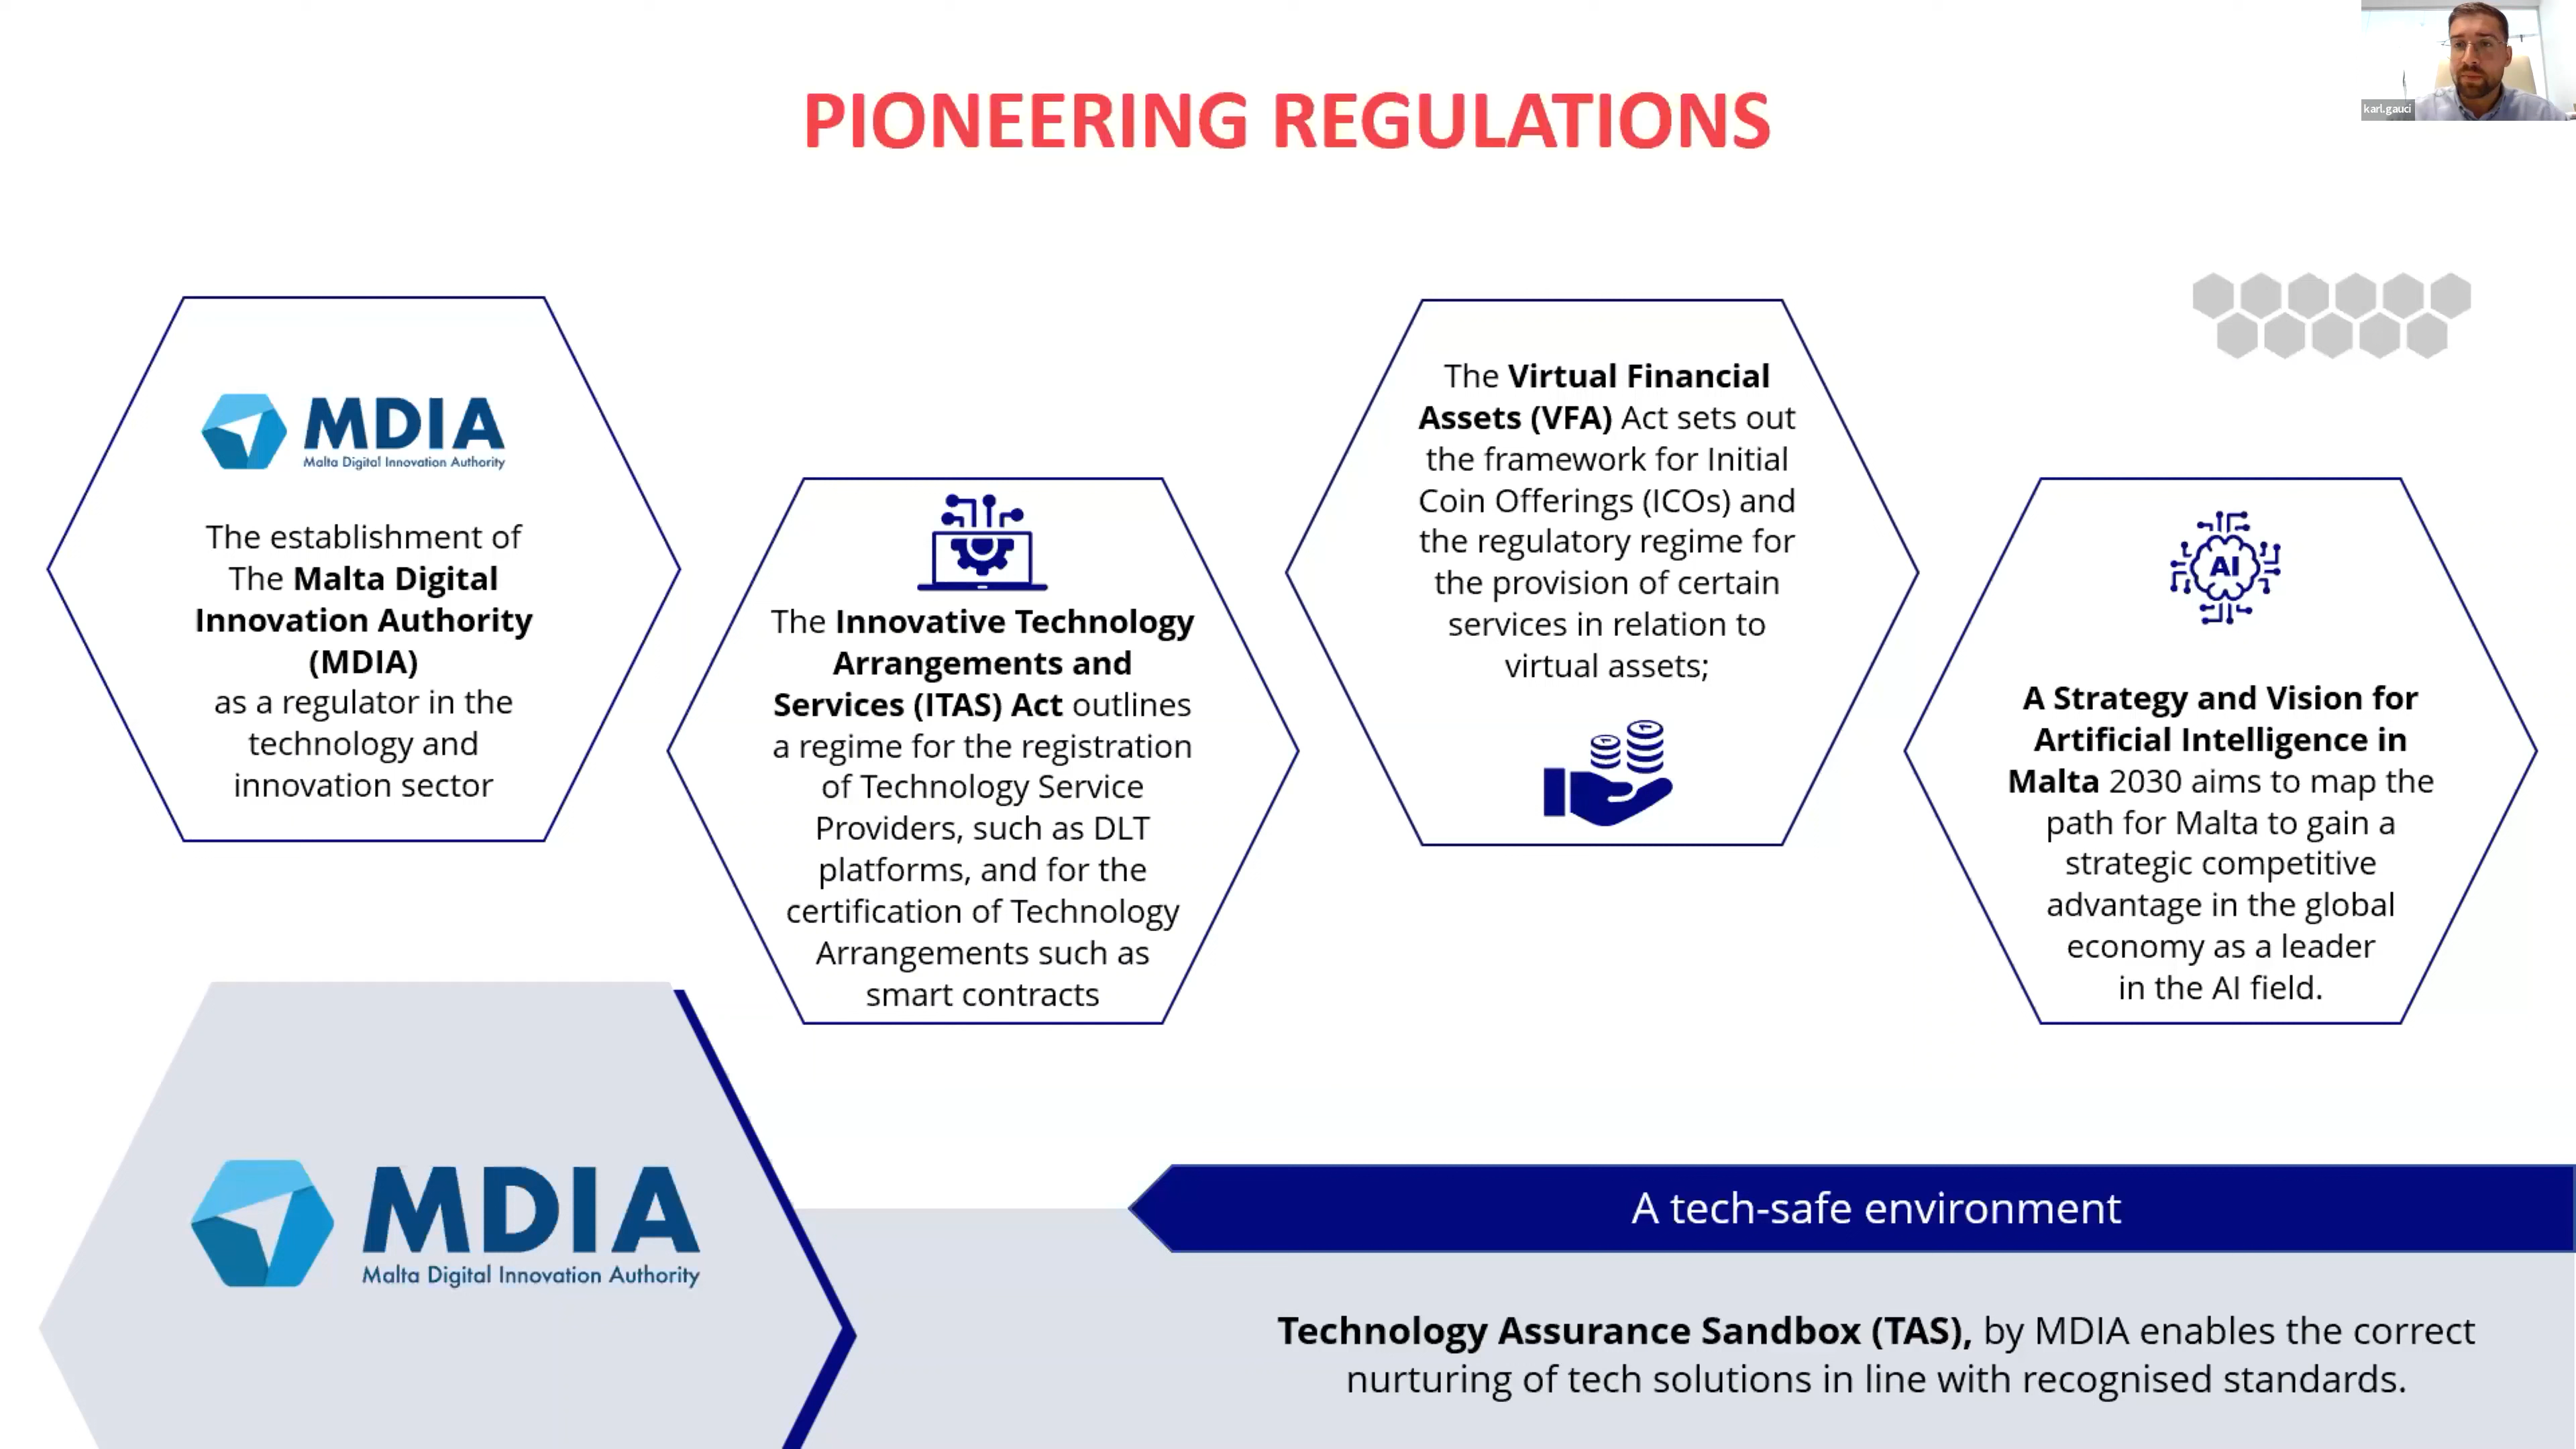 karl.gauci
PIONEERING REGULATIONS
MDIA
Malta Digital Innovation Authority
The establishment of
The Malta Digital
Innovation Authority
(MDIA)
as a regulator in the
technology and
innovation sector
The Innovative Technology
Arrangements and
Services (ITAS) Act outlines
a regime for the registration
of Technology Service
Providers, such as DLT
platforms, and for the
certification of Technology
Arrangements such as
smart contracts
The Virtual Financial
Assets (VFA) Act sets out
the framework for Initial
Coin Offerings (ICOs) and
the regulatory regime for
the provision of certain
services in relation to
virtual assets;
1
1
AI
A Strategy and Vision for
Artificial Intelligence in
Malta 2030 aims to map the
path for Malta to gain a
strategic competitive
advantage in the global
economy as a leader
in the AI field.
MDIA
Malta Digital Innovation Authority
A tech-safe environment
Technology Assurance Sandbox (TAS), by MDIA enables the correct
nurturing of tech solutions in line with recognised standards.